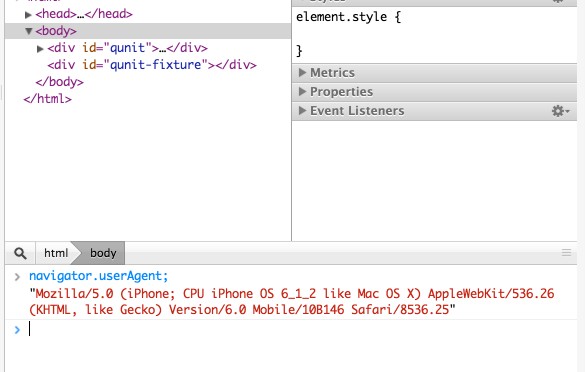 <head>…</head>
<body>
<div id="qunit">…</div>
<div id="qunit-fixture"></div>
</body>
</html>
element.style {
}
Metrics
Properties
Event Listeners
html body
navigator.userAgent;
"Mozilla/5.0 (iPhone; CPU iPhone OS 6_1_2 like Mac OS X) AppleWebKit/536.26
(KHTML, like Gecko) Version/6.0 Mobile/10B146 Safari/8536.25"